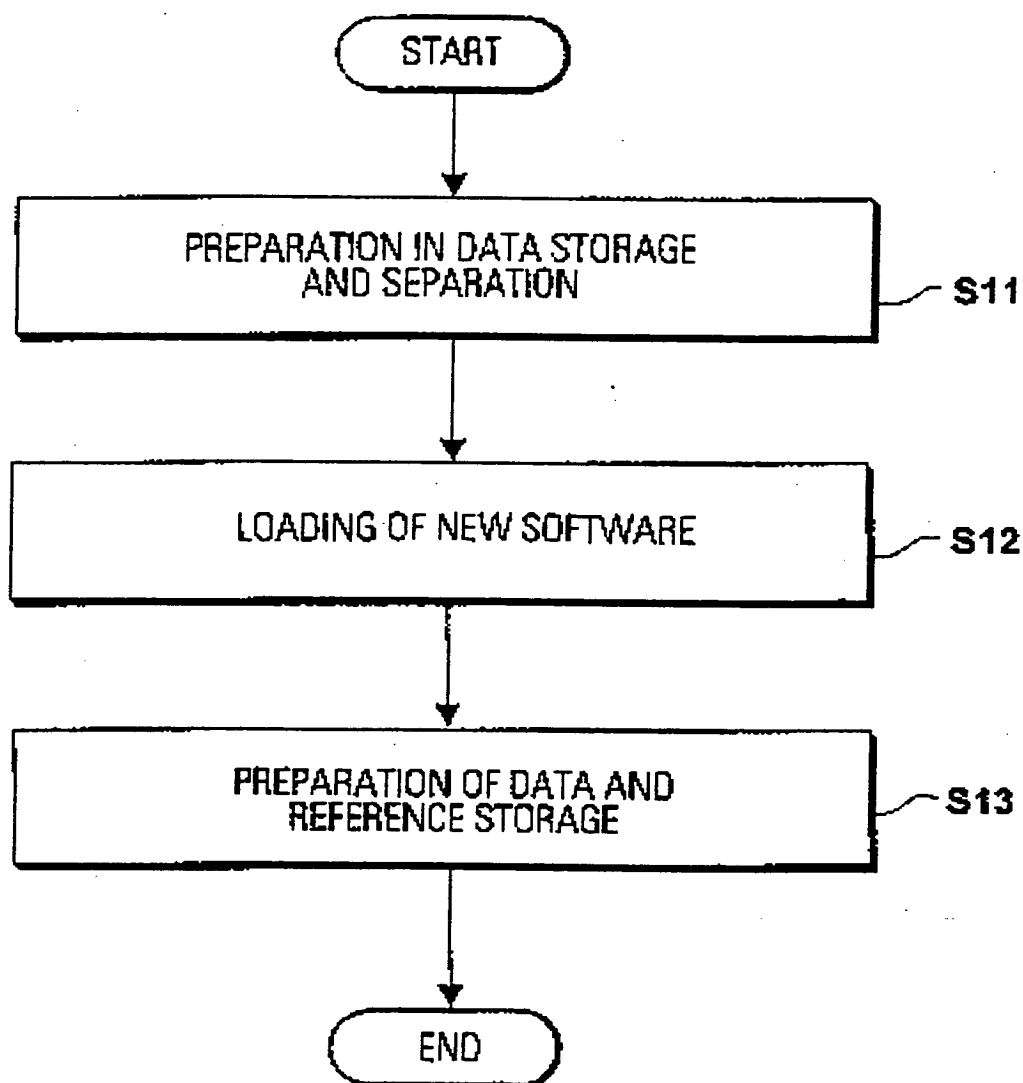 START
PREPARATION IN DATA STORAGE
AND SEPARATION
S11
LOADING OF NEW SOFTWARE
S12
PREPARATION OF DATA AND
REFERENCE STORAGE
S13
END